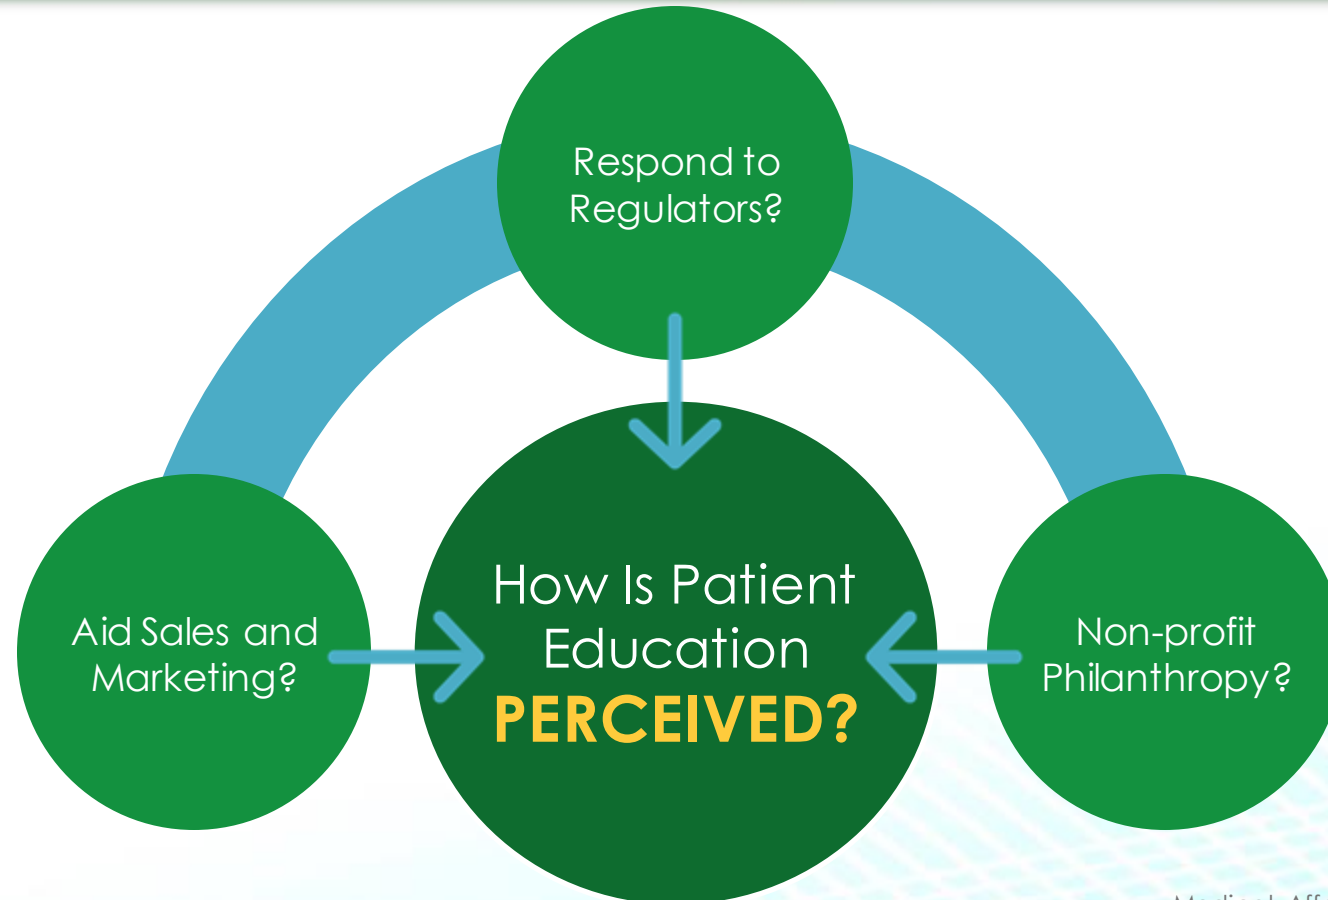 Respond to
Regulators?
How Is Patient
Education
PERCEIVED?
Aid Sales and
Marketing?
Non-profit
Philanthropy?